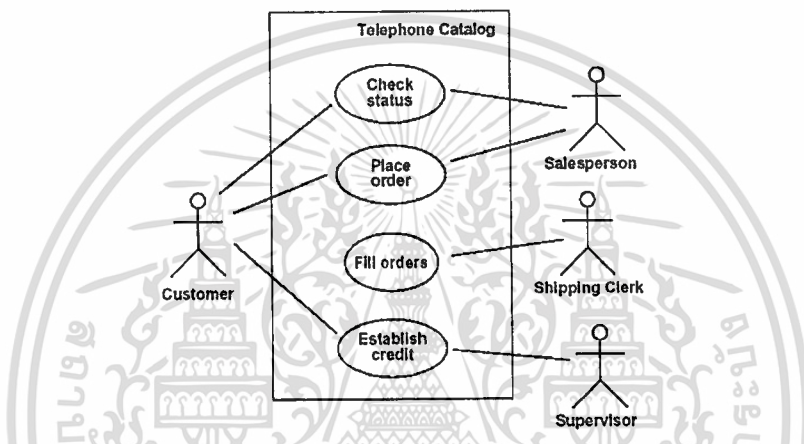 Telephone Catalog
Check
status
Place
order
Fill orders
Establish
credit
Customer
Salesperson
Shipping Clerk
Supervisor